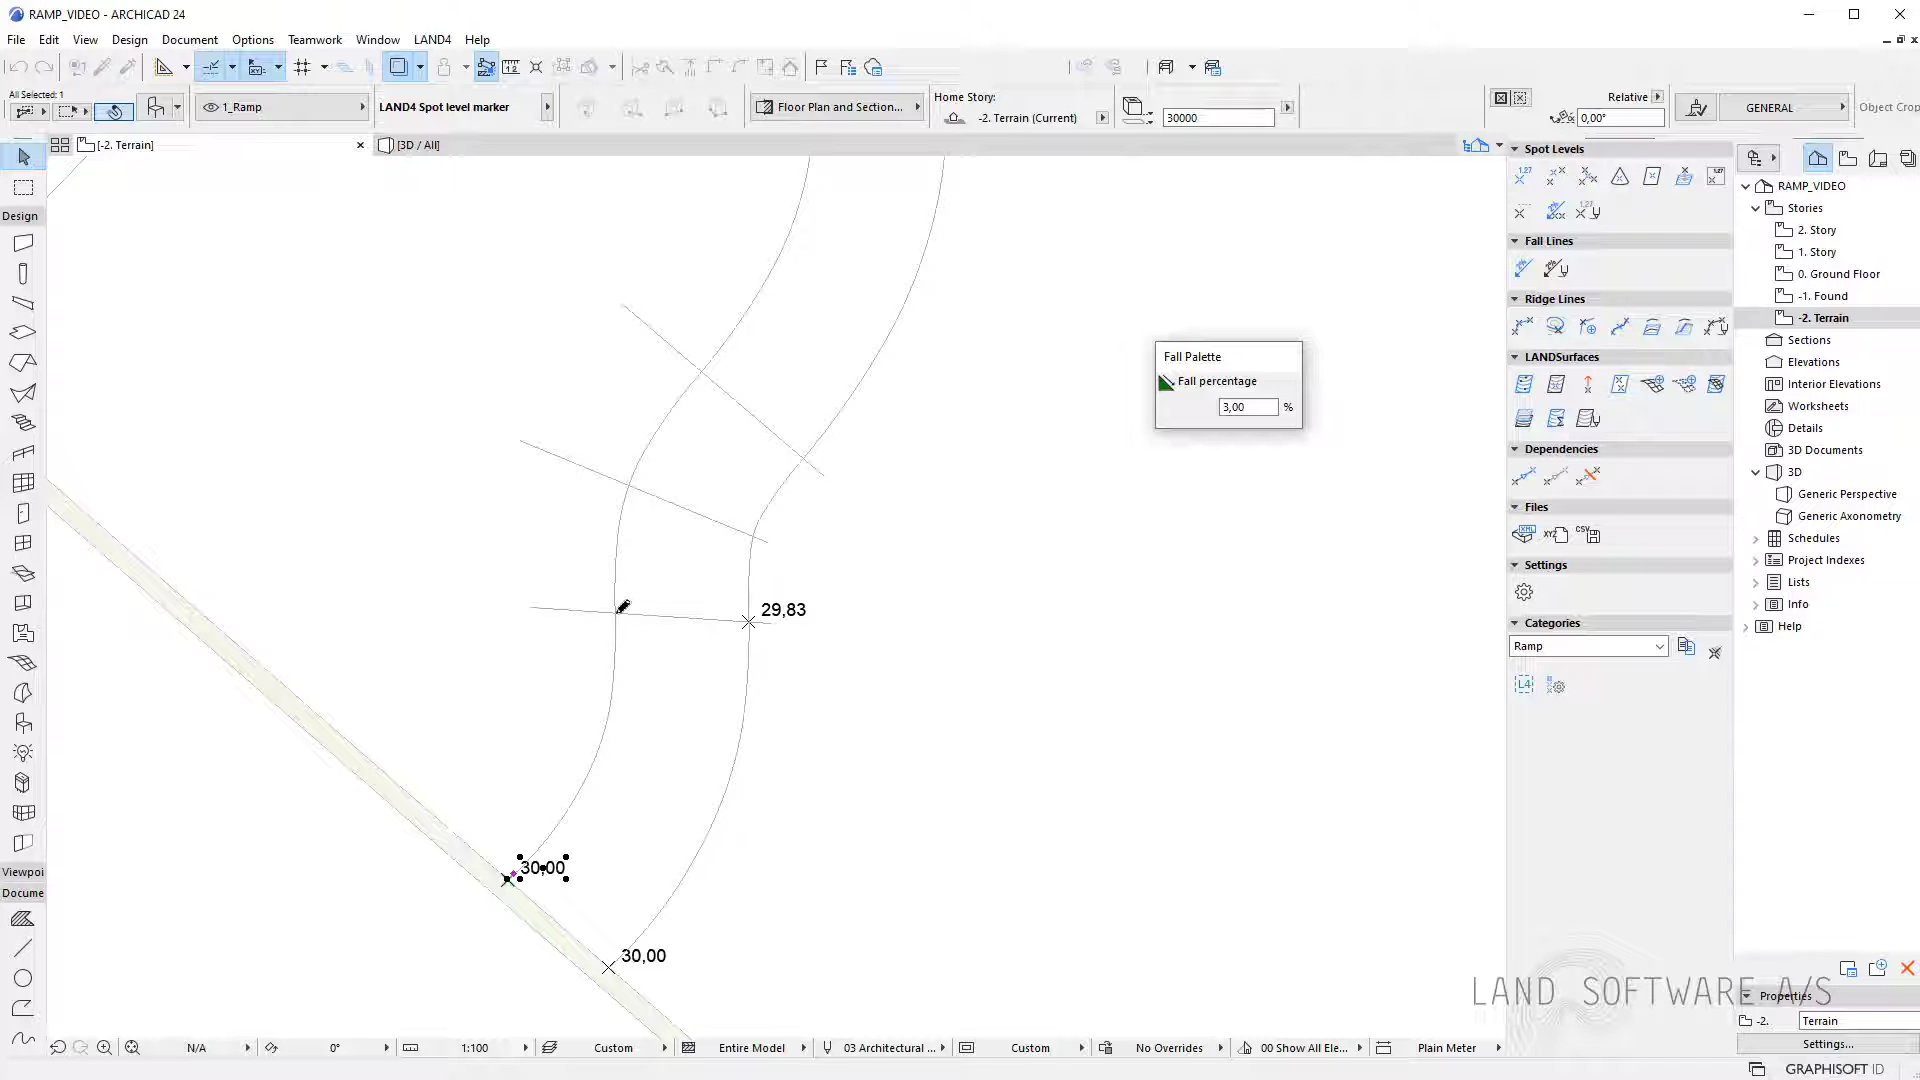 RAMP_VIDEO - ARCHICAD 24
File Edit View Design Document Options Teamwork Window LAND4 Help
All Selected: 1
1_Ramp
LAND4 Spot level marker
Floor Plan and Section...
Home Story:
-2. Terrain (Current)
30000
Relative
0,00°
GENERAL
Object Crop
[-2. Terrain]
[3D / All]
Design
Viewpoi
Docume
29,83
30,00
30,00
Fall Palette
Fall percentage
3,00 %
Spot Levels
Fall Lines
Ridge Lines
LANDSurfaces
Dependencies
Files
XML
XYZ
CSV
Settings
Categories
Ramp
L4
RAMP_VIDEO
Stories
2. Story
1. Story
0. Ground Floor
-1. Found
-2. Terrain
Sections
Elevations
Interior Elevations
Worksheets
Details
3D Documents
3D
Generic Perspective
Generic Axonometry
Schedules
Project Indexes
Lists
Info
Help
LAND SOFTWARE A/S
Properties
-2. Terrain
Settings...
N/A
0°
1:100
Custom
Entire Model
03 Architectural ...
Custom
No Overrides
00 Show All Ele...
Plain Meter
GRAPHISOFT ID